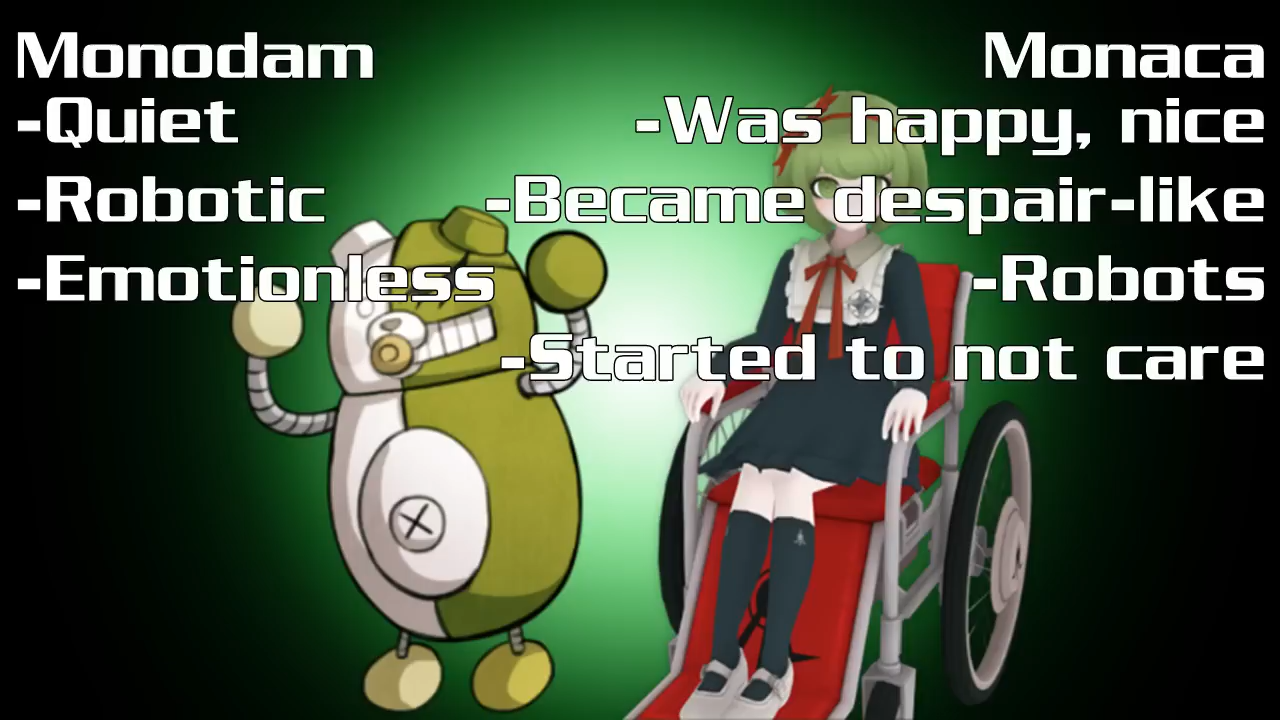 Monodam
-Quiet
-Robotic
-Emotionless
Monaca
-Was happy, nice
-Became despair-like
-Robots
-Started to not care